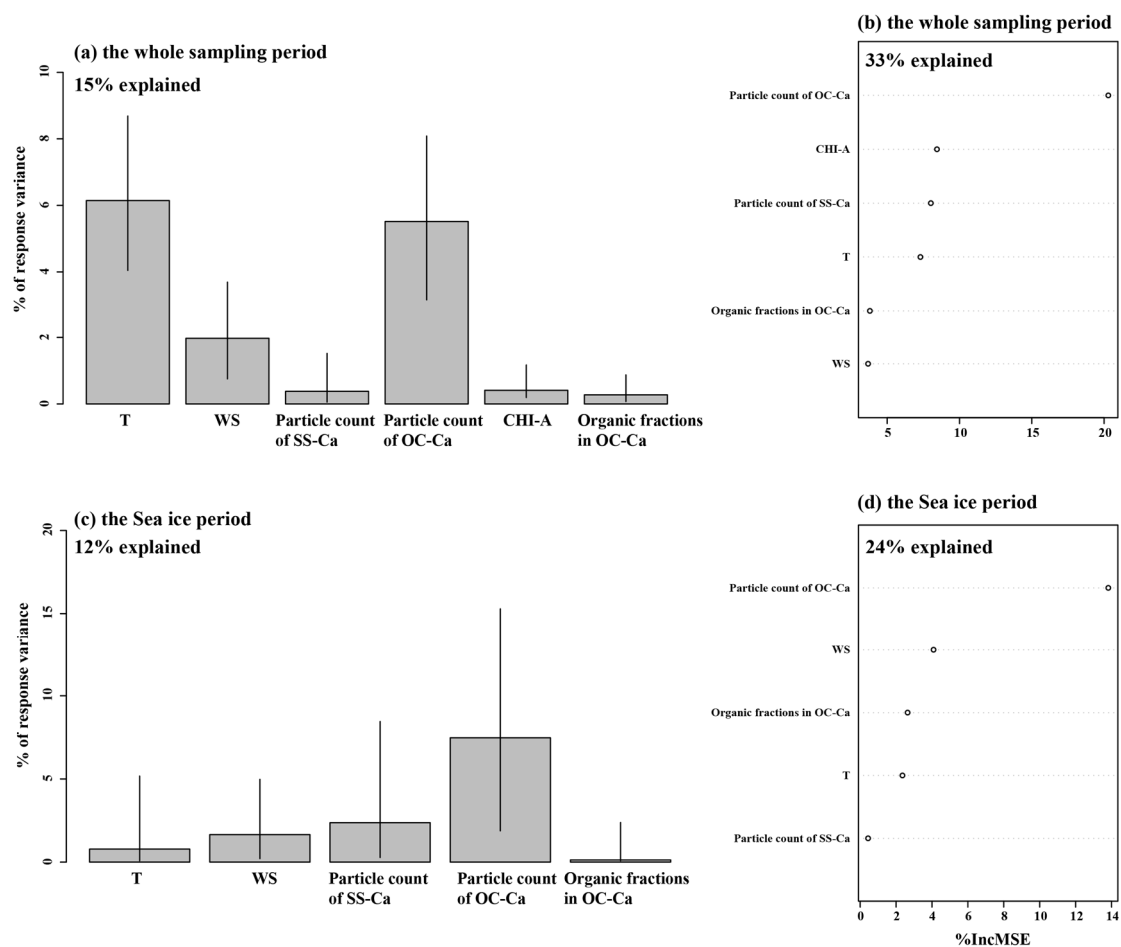 (a) the whole sampling period
15% explained
% of response variance
10
8
6
4
2
0
T
WS
Particle count
of SS-Ca
Particle count
of OC-Ca
CHI-A
Organic fractions
in OC-Ca
(b) the whole sampling period
33% explained
Particle count of OC-Ca
CHI-A
Particle count of SS-Ca
T
Organic fractions in OC-Ca
WS
5 10 15 20
(c) the Sea ice period
12% explained
% of response variance
20
15
10
5
0
T
WS
Particle count
of SS-Ca
Particle count
of OC-Ca
Organic fractions
in OC-Ca
(d) the Sea ice period
24% explained
Particle count of OC-Ca
WS
Organic fractions in OC-Ca
T
Particle count of SS-Ca
0 2 4 6 8 10 12 14
%IncMSE